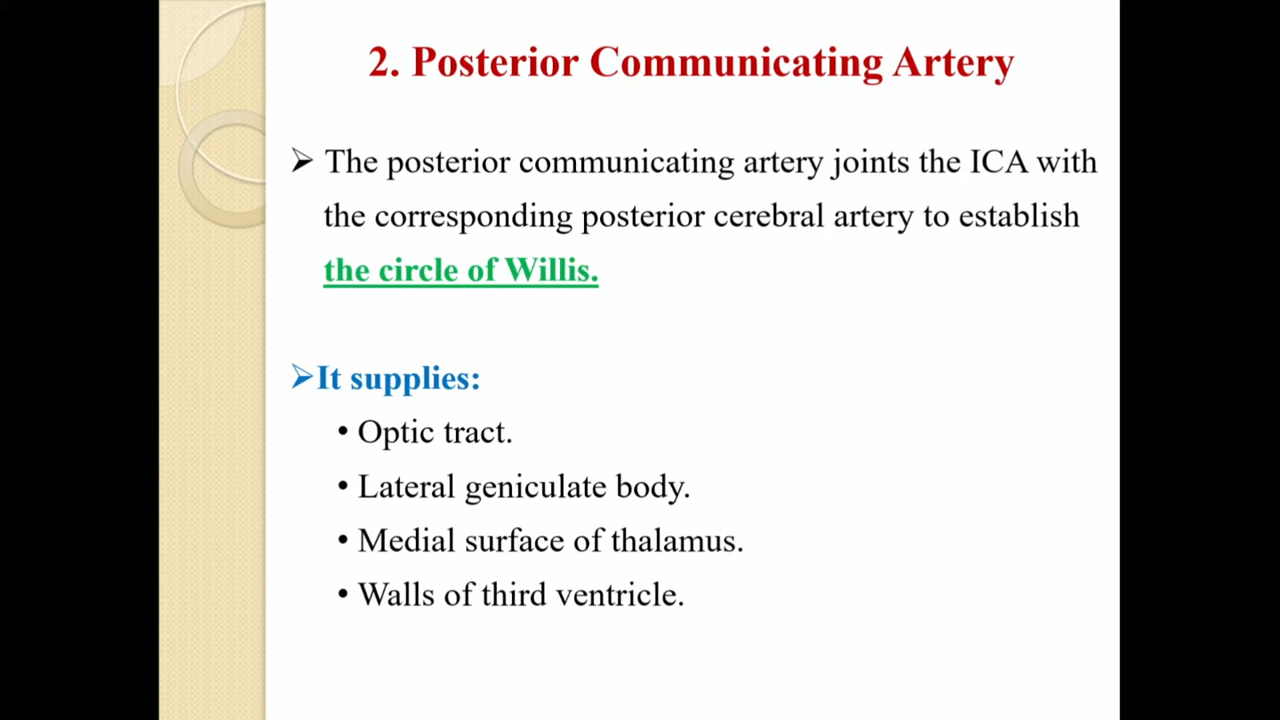 2. Posterior Communicating Artery
➢ The posterior communicating artery joints the ICA with
the corresponding posterior cerebral artery to establish
the circle of Willis.
➢It supplies:
• Optic tract.
• Lateral geniculate body.
• Medial surface of thalamus.
• Walls of third ventricle.